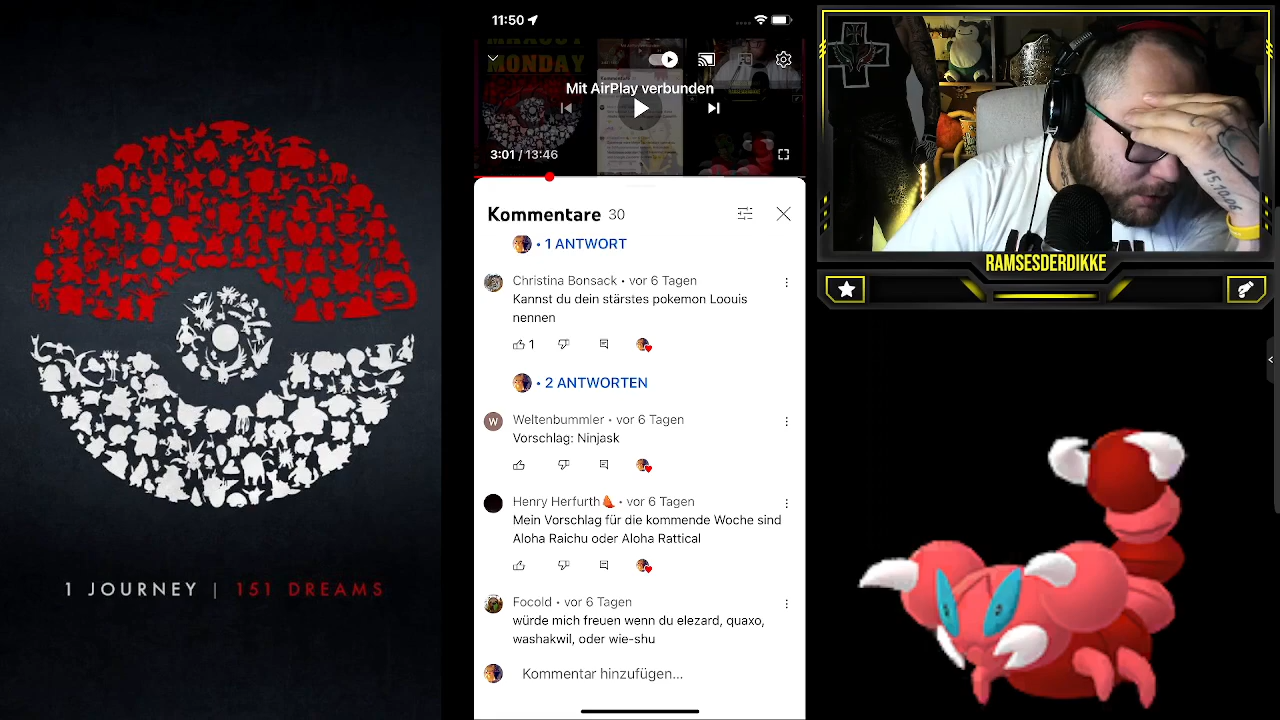 11:50
MONDAY
Mit AirPlay verbunden
3:01 / 13:46
Kommentare 30
• 1 ANTWORT
Christina Bonsack • vor 6 Tagen
Kannst du dein stärstes pokemon Loouis
nennen
1
• 2 ANTWORTEN
W
Weltenbummler • vor 6 Tagen
Vorschlag: Ninjask
Henry Herfurth • vor 6 Tagen
Mein Vorschlag für die kommende Woche sind
Aloha Raichu oder Aloha Rattical
Focold • vor 6 Tagen
würde mich freuen wenn du elezard, quaxo,
washakwil, oder wie-shu
Kommentar hinzufügen...
1 JOURNEY | 151 DREAMS
RAMSESDERDIKKE
15.10.06